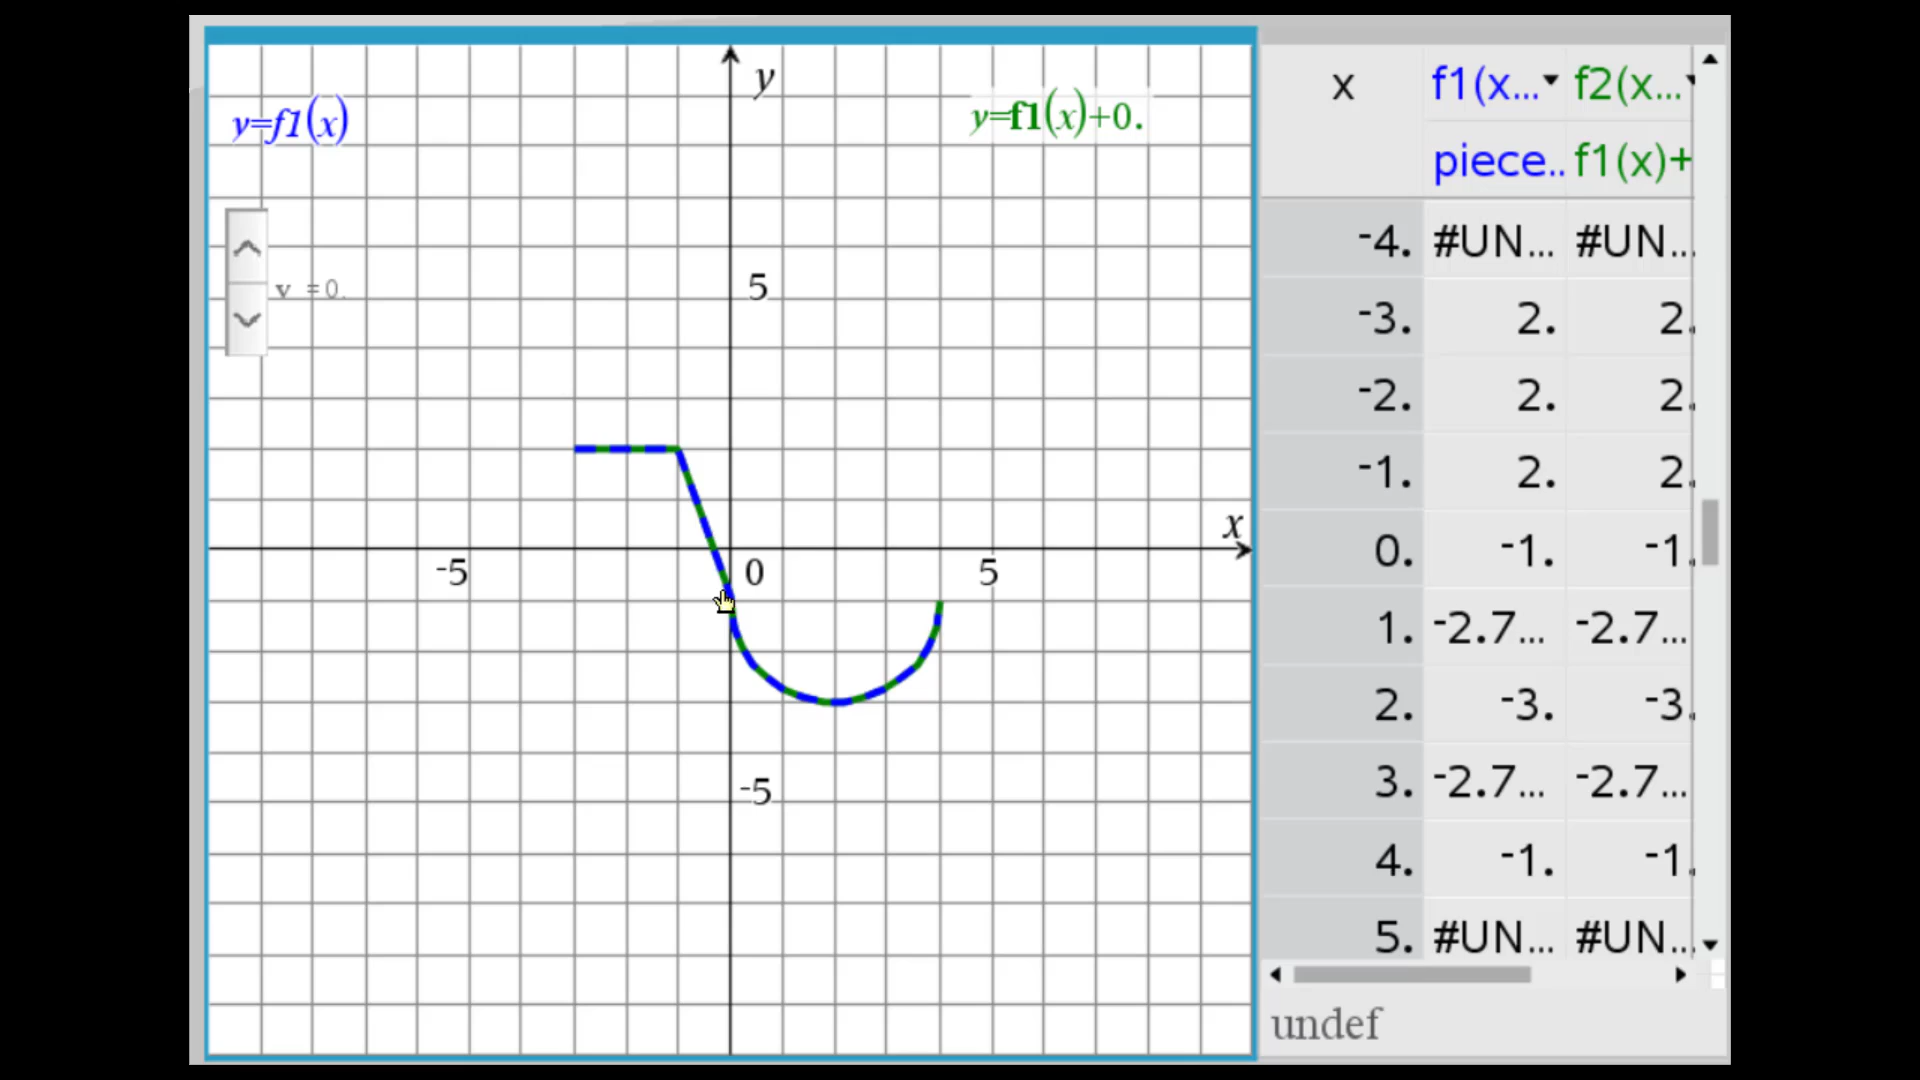 y
y=f1(x)
y=f1(x)+0.
v =0.
5
x
-5
0
5
-5
x f1(x... f2(x...
piece.. f1(x)+
-4. #UN... #UN...
-3. 2. 2.
-2. 2. 2.
-1. 2. 2.
0. -1. -1.
1. -2.7... -2.7...
2. -3. -3.
3. -2.7... -2.7...
4. -1. -1.
5. #UN... #UN...
undef